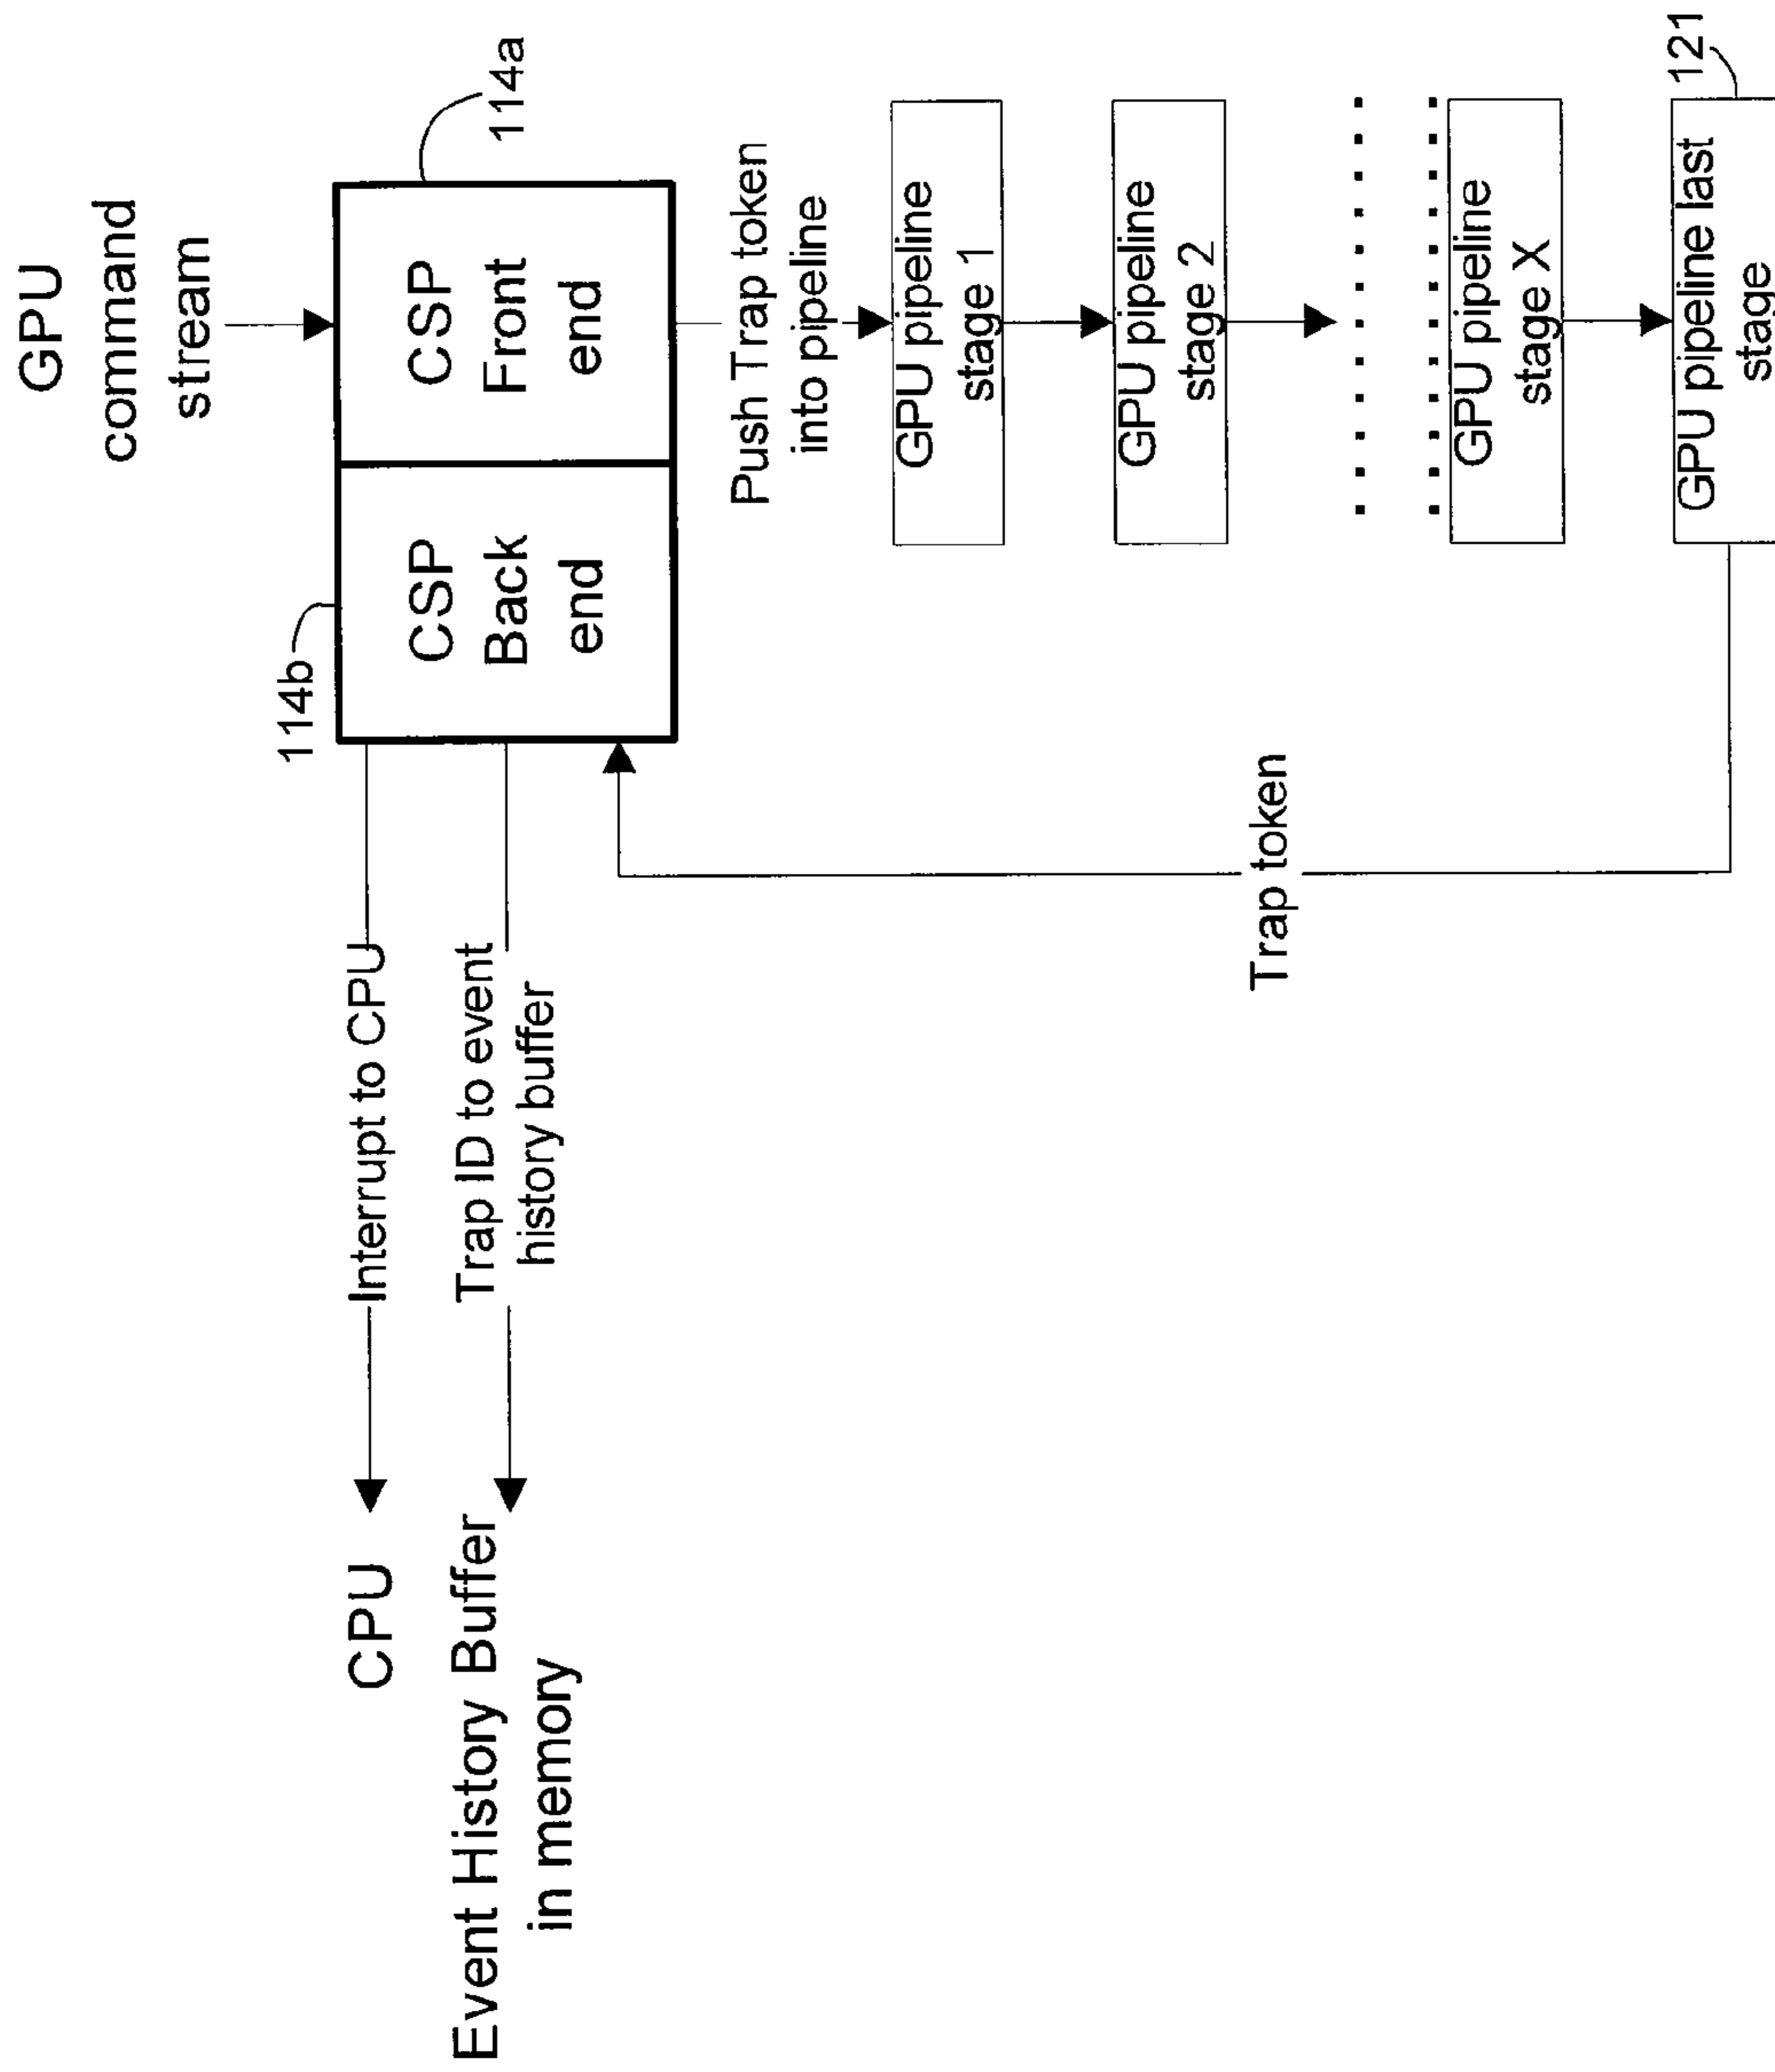 GPU
command
stream
114a
114b
CSP
Front
end
CSP
Back
end
Interrupt to CPU
CPU
Trap ID to event
history buffer
Event History Buffer
in memory
Push Trap token
into pipeline
GPU pipeline
stage 1
GPU pipeline
stage 2
GPU pipeline
stage X
GPU pipeline last
stage
121
Trap token